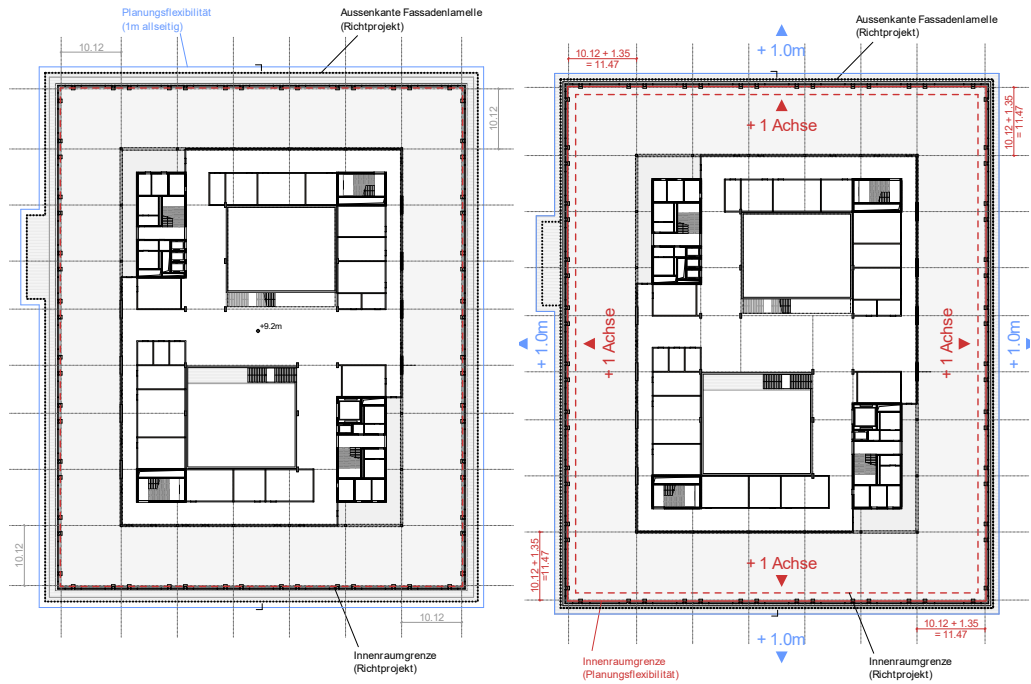 Planungsflexibilität
(1m allseitig)
Aussenkante Fassadenlamelle
(Richtprojekt)
10.12
10.12
+9.2m
10.12
10.12
Innenraumgrenze
(Richtprojekt)
Aussenkante Fassadenlamelle
(Richtprojekt)
+ 1.0m
10.12 + 1.35
= 11.47
10.12 + 1.35
= 11.47
+ 1 Achse
+ 1.0m
+ 1 Achse
+ 1 Achse
+ 1.0m
+ 1 Achse
10.12 + 1.35
=11.47
10.12 + 1.35
= 11.47
+ 1.0m
Innenraumgrenze
(Planungsflexibilität)
Innenraumgrenze
(Richtprojekt)